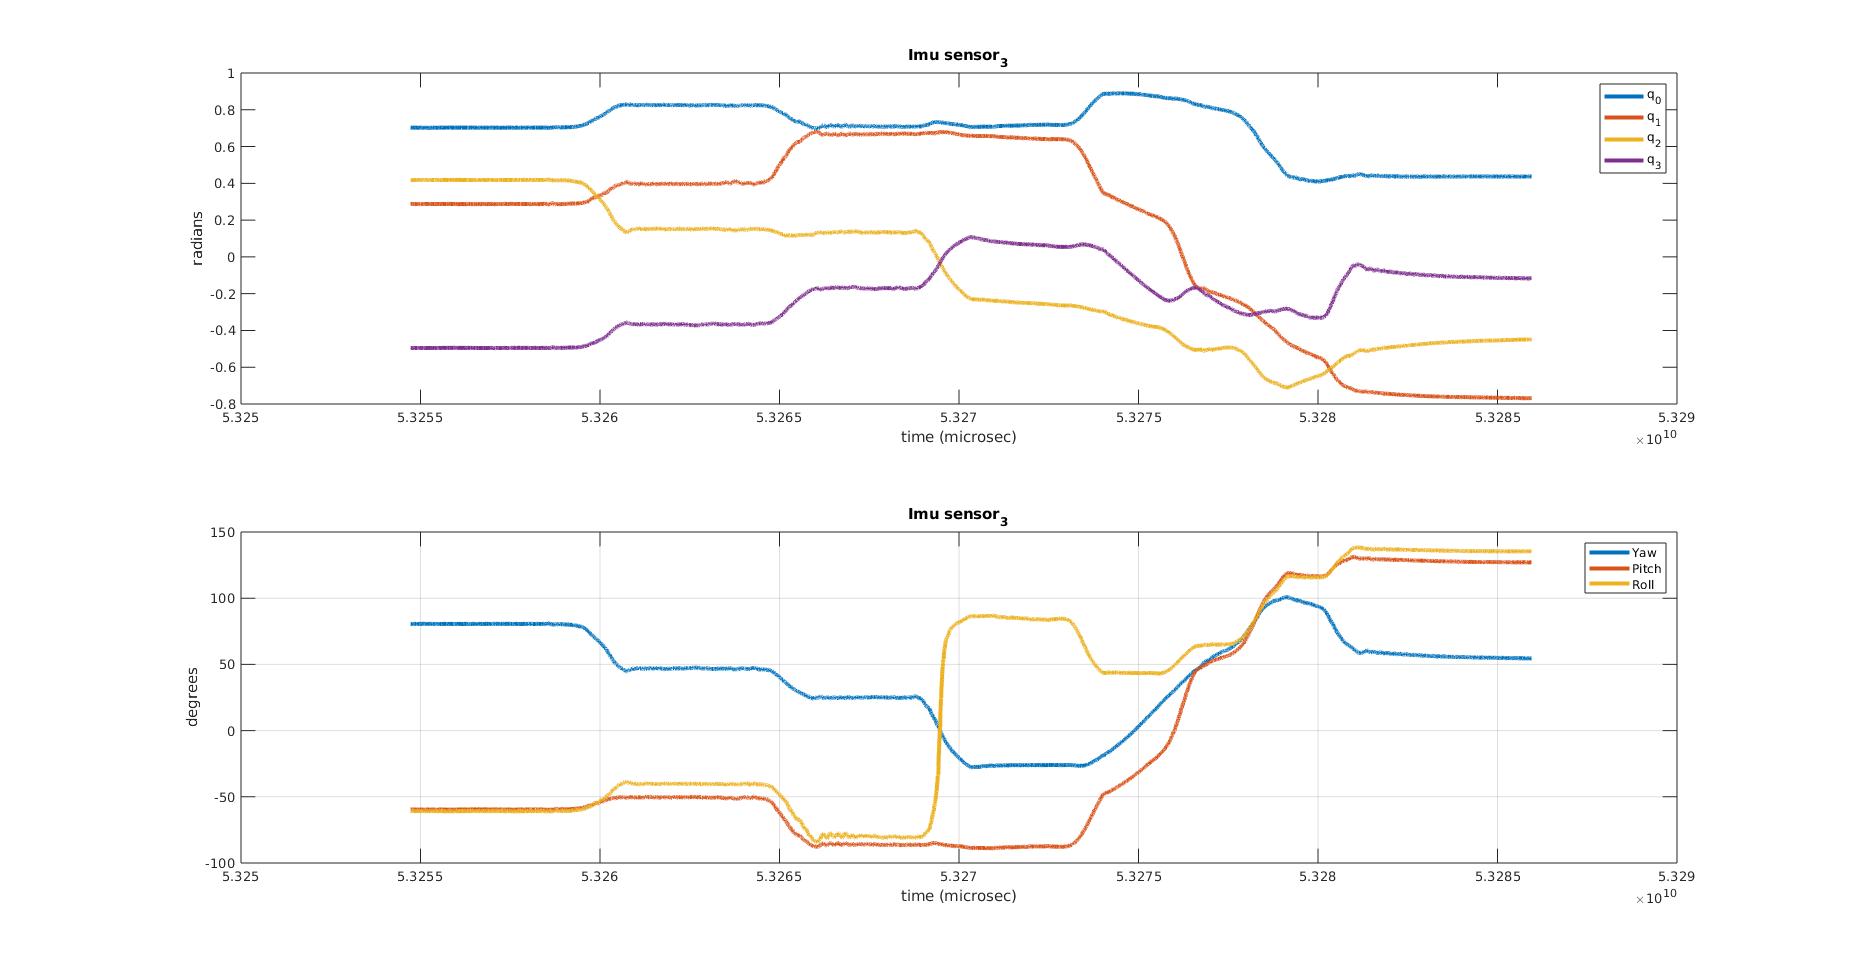 Imu sensor₃
1
0.8
0.6
0.4
0.2
0
-0.2
-0.4
-0.6
-0.8
radians
q₀
q₁
q₂
q₃
5.325 5.3255 5.326 5.3265 5.327 5.3275 5.328 5.3285 5.329
time (microsec)
×10¹⁰
Imu sensor₃
150
100
50
0
-50
-100
degrees
Yaw
Pitch
Roll
5.325 5.3255 5.326 5.3265 5.327 5.3275 5.328 5.3285 5.329
time (microsec)
×10¹⁰